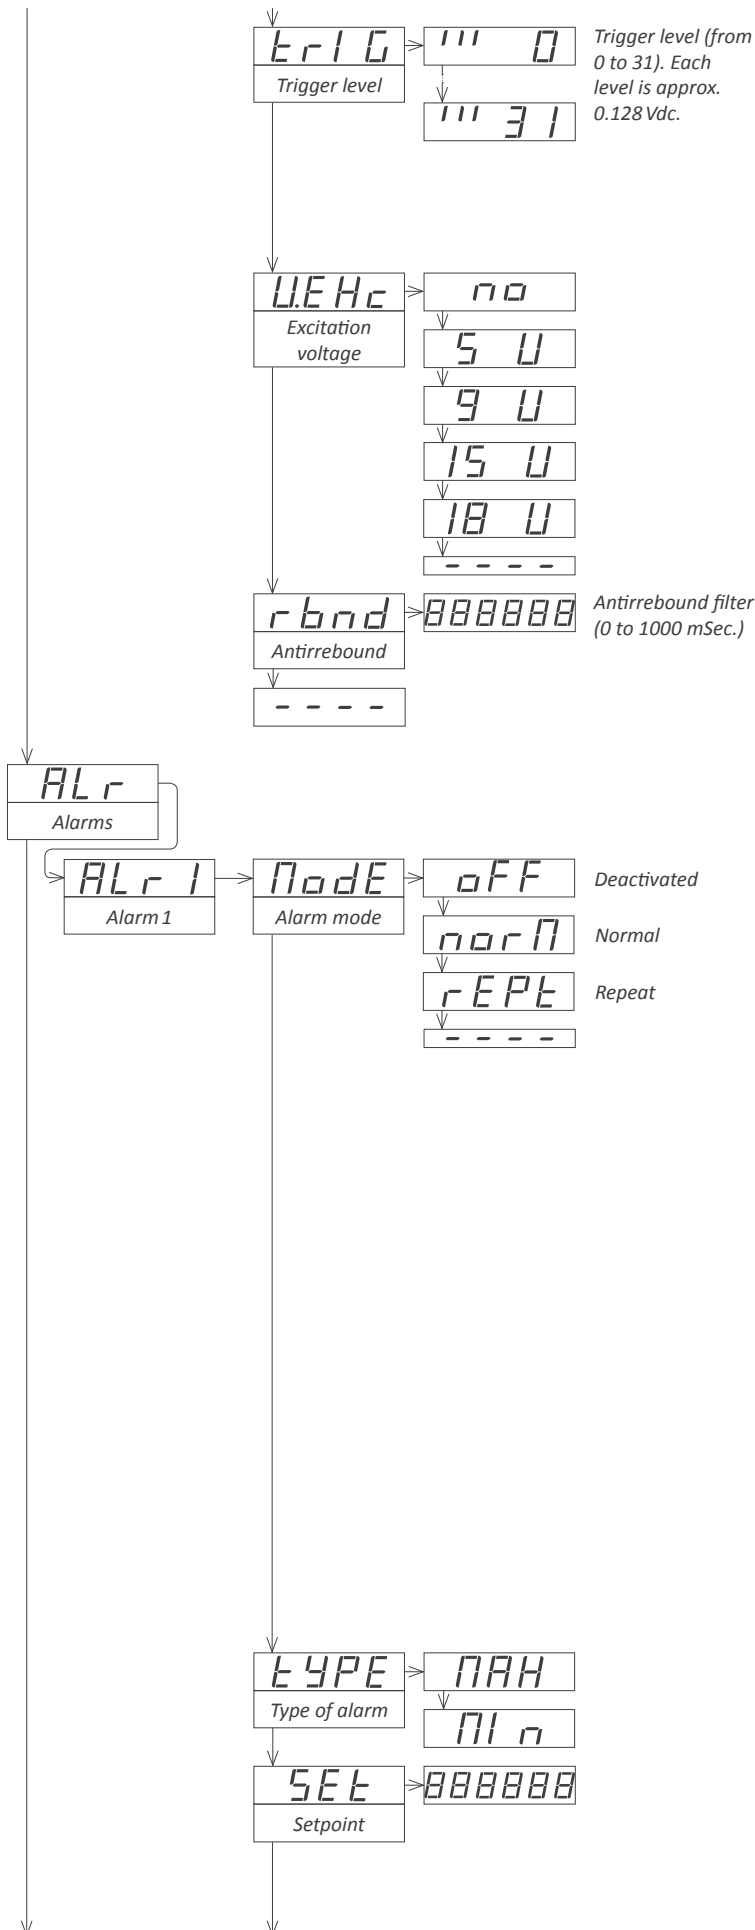 trIG
''' 0
Trigger level (from
0 to 31). Each
level is approx.
0.128 Vdc.
Trigger level
''' 31
U.EHc
no
Excitation
voltage
5 U
9 U
15 U
18 U
- - - -
rbnd
888888
Antirrebound filter
(0 to 1000 mSec.)
Antirrebound
- - - -
ALr
Alarms
ALr 1
ModE
oFF
Deactivated
Alarm 1
Alarm mode
norM
Normal
rEPt
Repeat
- - - -
tYPE
MAH
Type of alarm
MIn
SEt
888888
Setpoint